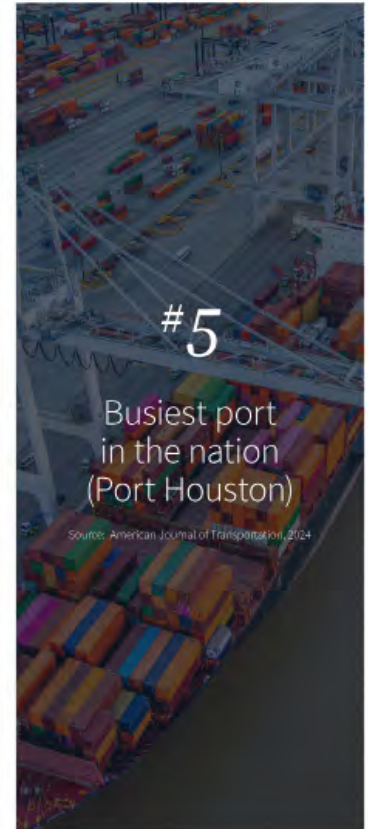 #5
Busiest port
in the nation
(Port Houston)
Source: American Journal of Transportation, 2024